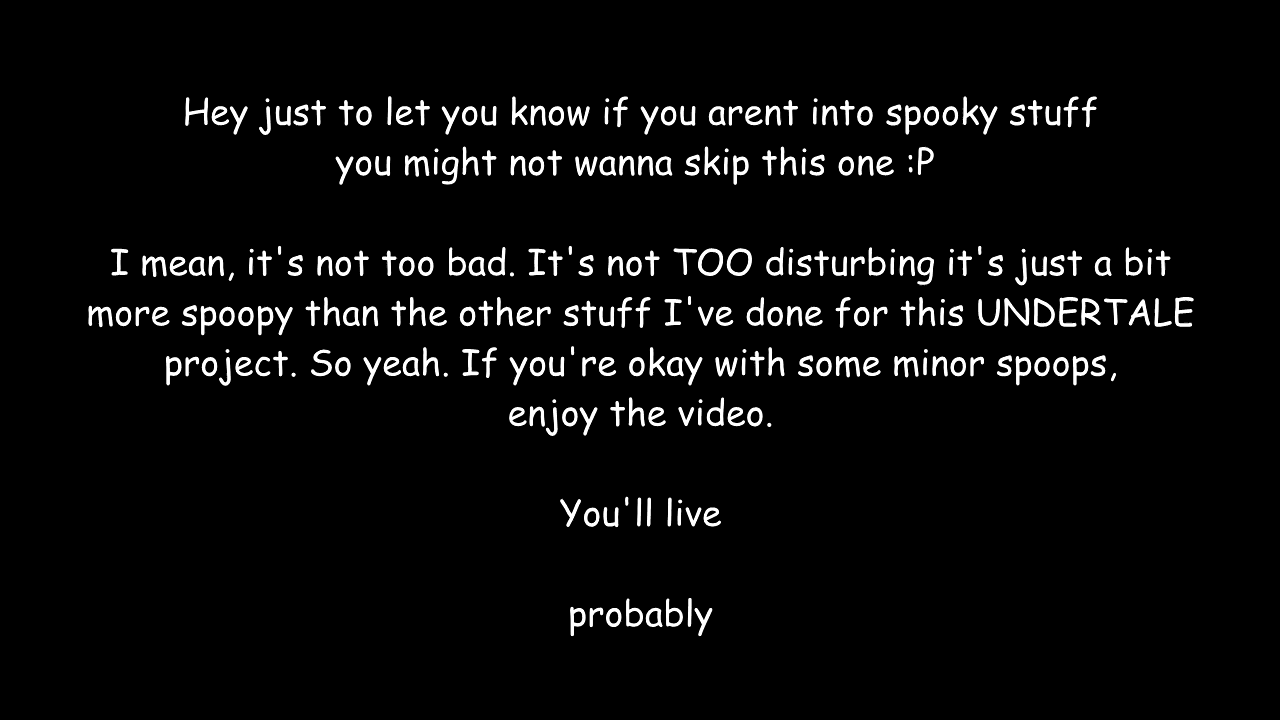 Hey just to let you know if you arent into spooky stuff
you might not wanna skip this one :P
I mean, it's not too bad. It's not TOO disturbing it's just a bit
more spoopy than the other stuff I've done for this UNDERTALE
project. So yeah. If you're okay with some minor spoops,
enjoy the video.
You'll live
probably